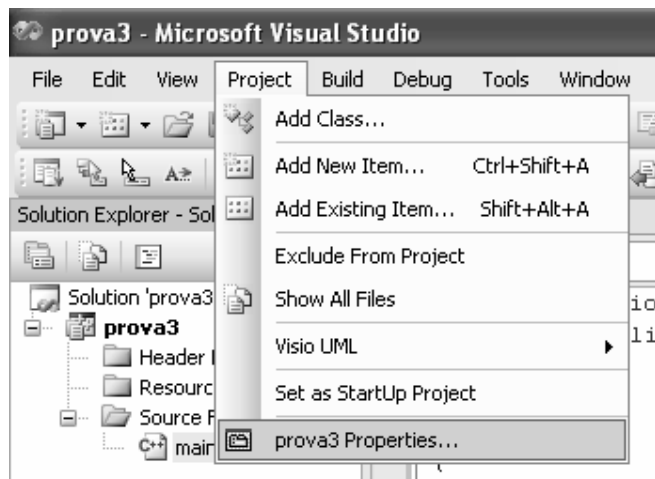 prova3 - Microsoft Visual Studio
File Edit View Project Build Debug Tools Window
Add Class...
Add New Item... Ctrl+Shift+A
Add Existing Item... Shift+Alt+A
Exclude From Project
Show All Files
Visio UML
Set as StartUp Project
prova3 Properties...
Solution Explorer - Sol
Solution 'prova3
prova3
Header
Resourc
Source F
C++ main
io
li